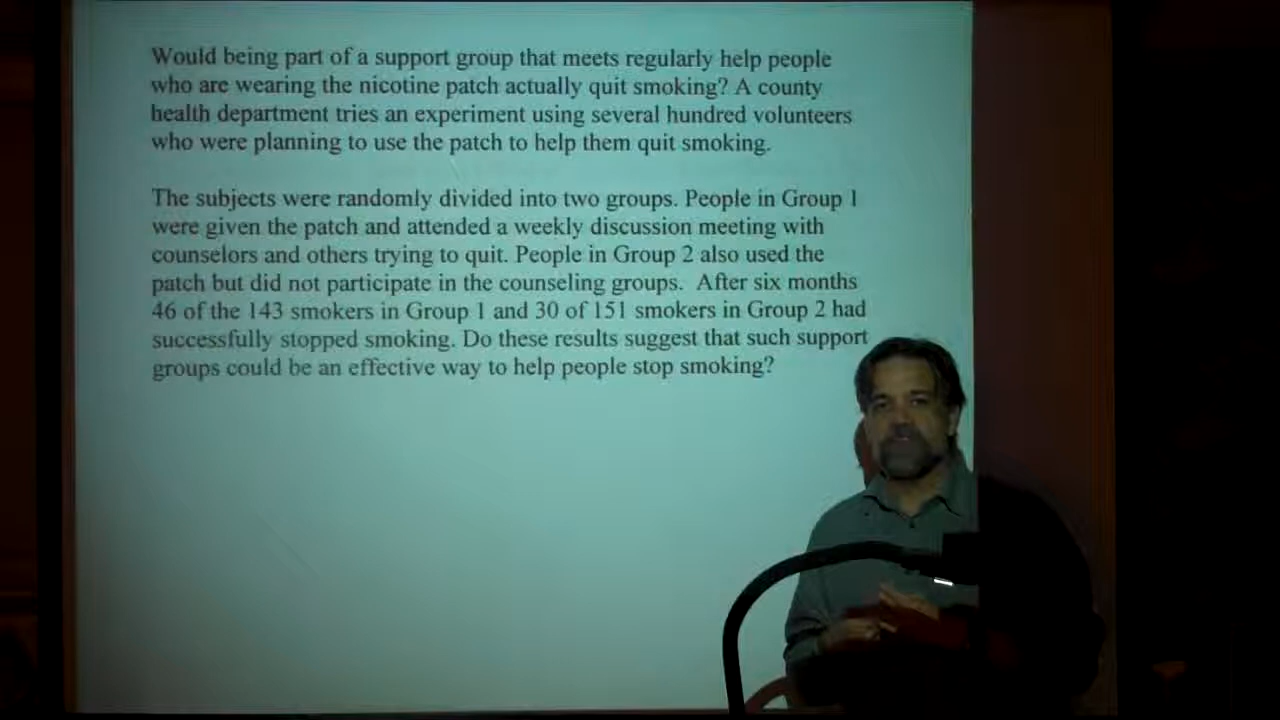 Would being part of a support group that meets regularly help people
who are wearing the nicotine patch actually quit smoking? A county
health department tries an experiment using several hundred volunteers
who were planning to use the patch to help them quit smoking.
The subjects were randomly divided into two groups. People in Group 1
were given the patch and attended a weekly discussion meeting with
counselors and others trying to quit. People in Group 2 also used the
patch but did not participate in the counseling groups.  After six months
46 of the 143 smokers in Group 1 and 30 of 151 smokers in Group 2 had
successfully stopped smoking. Do these results suggest that such support
groups could be an effective way to help people stop smoking?